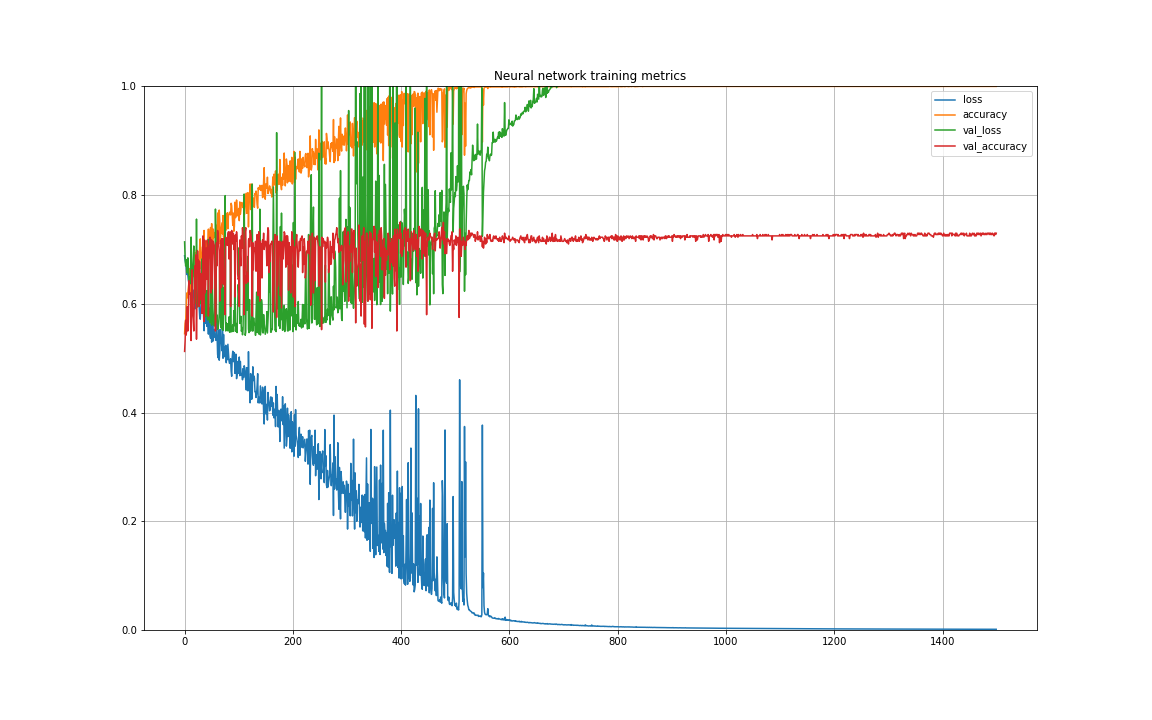 Neural network training metrics
1.0
0.8
0.6
0.4
0.2
0.0
0 200 400 600 800 1000 1200 1400
loss
accuracy
val_loss
val_accuracy